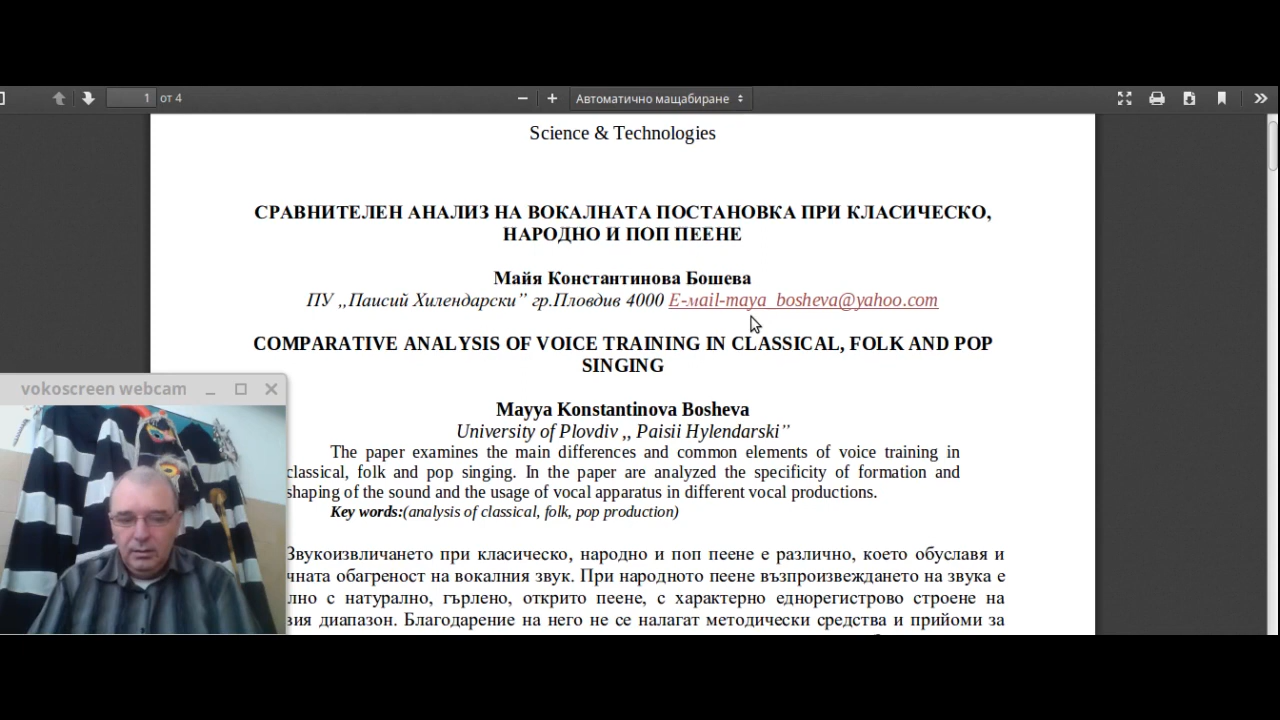 1 от 4
Автоматично мащабиране
Science & Technologies
СРАВНИТЕЛЕН АНАЛИЗ НА ВОКАЛНАТА ПОСТАНОВКА ПРИ КЛАСИЧЕСКО,
НАРОДНО И ПОП ПЕЕНЕ
Майя Константинова Бошева
ПУ „Паисий Хилендарски” гр.Пловдив 4000 E-маil-maya_bosheva@yahoo.com
COMPARATIVE ANALYSIS OF VOICE TRAINING IN CLASSICAL, FOLK AND POP
SINGING
Mayya Konstantinova Bosheva
University of Plovdiv ,, Paisii Hylendarski”
vokoscreen webcam
The paper examines the main differences and common elements of voice training in
classical, folk and pop singing. In the paper are analyzed the specificity of formation and
shaping of the sound and the usage of vocal apparatus in different vocal productions.
Key words:(analysis of classical, folk, pop production)
Звукоизвличането при класическо, народно и поп пеене е различно, което обуславя и
обагреност на вокалния звук. При народното пеене възпроизвеждането на звука е
с натурално, гърлено, открито пеене, с характерно еднорегистрово строене на
диапазон. Благодарение на него не се налагат методически средства и прийоми за